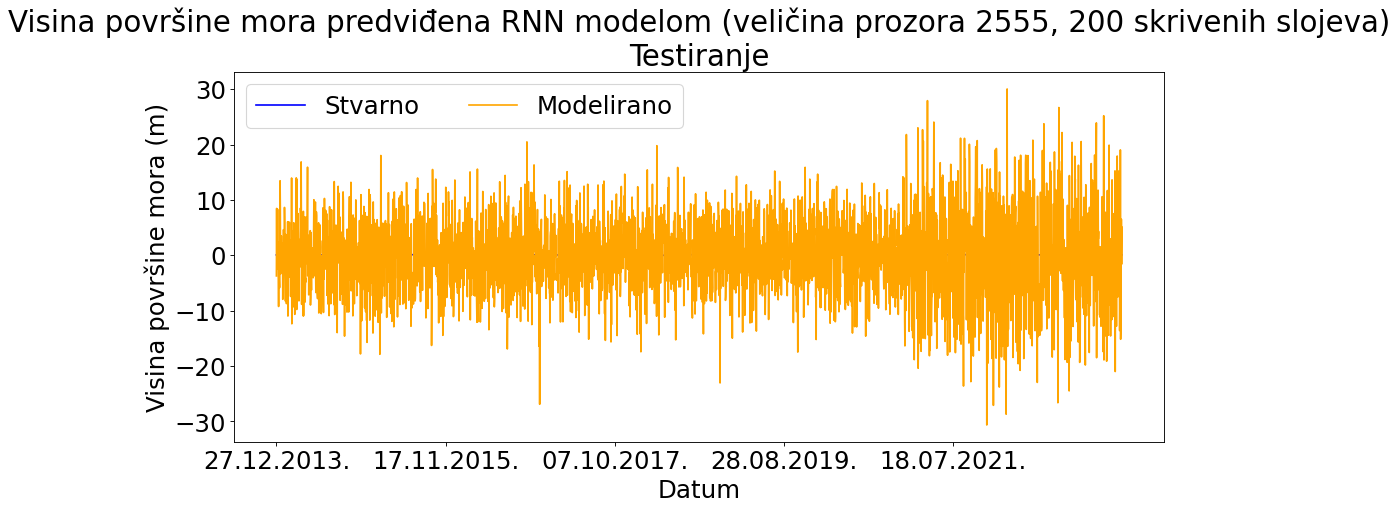 Visina površine mora predviđena RNN modelom (veličina prozora 2555, 200 skrivenih slojeva)
Testiranje
Stvarno Modelirano
Visina površine mora (m)
30
20
10
0
−10
−20
−30
27.12.2013. 17.11.2015. 07.10.2017. 28.08.2019. 18.07.2021.
Datum